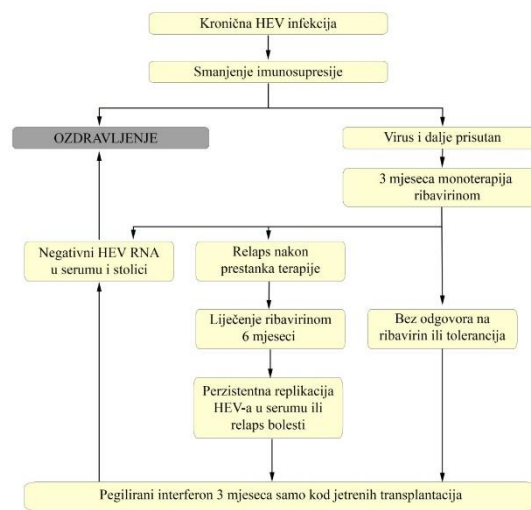 Kronična HEV infekcija
Smanjenje imunosupresije
OZDRAVLJENJE
Virus i dalje prisutan
3 mjeseca monoterapija
ribavirinom
Negativni HEV RNA
u serumu i stolici
Relaps nakon
prestanka terapije
Liječenje ribavirinom
6 mjeseci
Bez odgovora na
ribavirin ili tolerancija
Perzistentna replikacija
HEV-a u serumu ili
relaps bolesti
Pegilirani interferon 3 mjeseca samo kod jetrenih transplantacija